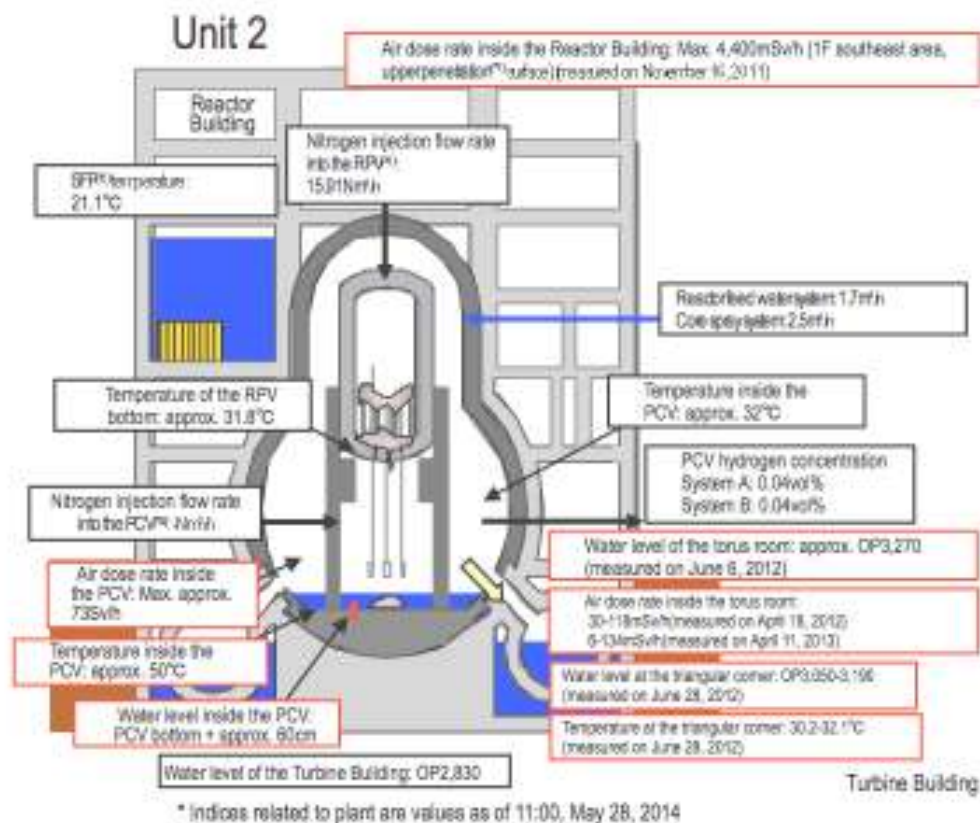 Unit 2
Air dose rate inside the Reactor Building: Max. 4,400mSv/h (1F southeast area,
surface) (measured on November 16, 2011)
Reactor
Building
Nitrogen injection flow rate
into the RPV
temperature
21.1°C
Core spray system: 2.5m³/h
Temperature of the RPV
bottom: approx. 31.8°C
Temperature inside the
PCV: approx. 32°C
PCV hydrogen concentration
System A: 0.04vol%
System B: 0.04vol%
Nitrogen injection flow rate
into the
Water level of the torus room: approx. OP3,270
(measured on June 6, 2012)
Air dose rate inside
the PCV: Max. approx.
73Sv/h
Air dose rate inside the torus room:
(measured on April 18, 2012)
(measured on April 11, 2013)
Temperature inside the
PCV: approx. 50°C
Water level at the triangular corner: OP3,050-3,190
(measured on June 28, 2012)
Water level inside the PCV:
PCV bottom + approx. 60cm
Temperature at the triangular corner: 30.2-32.1°C
(measured on June 28, 2012)
Water level of the Turbine Building: OP2,830
Turbine Building
* Indices related to plant are values as of 11:00, May 28, 2014